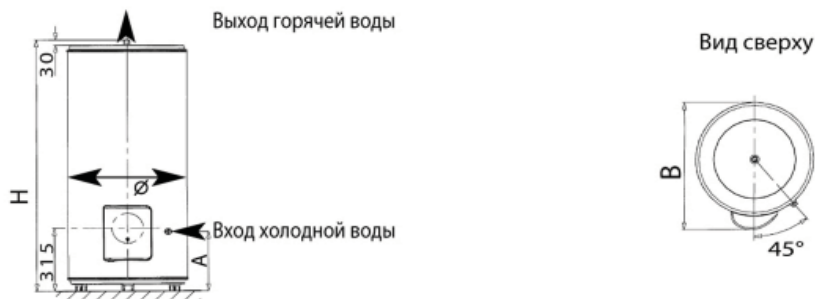 Выход горячей воды
30
Вид сверху
H
Ø
B
Вход холодной воды
315
A
45°